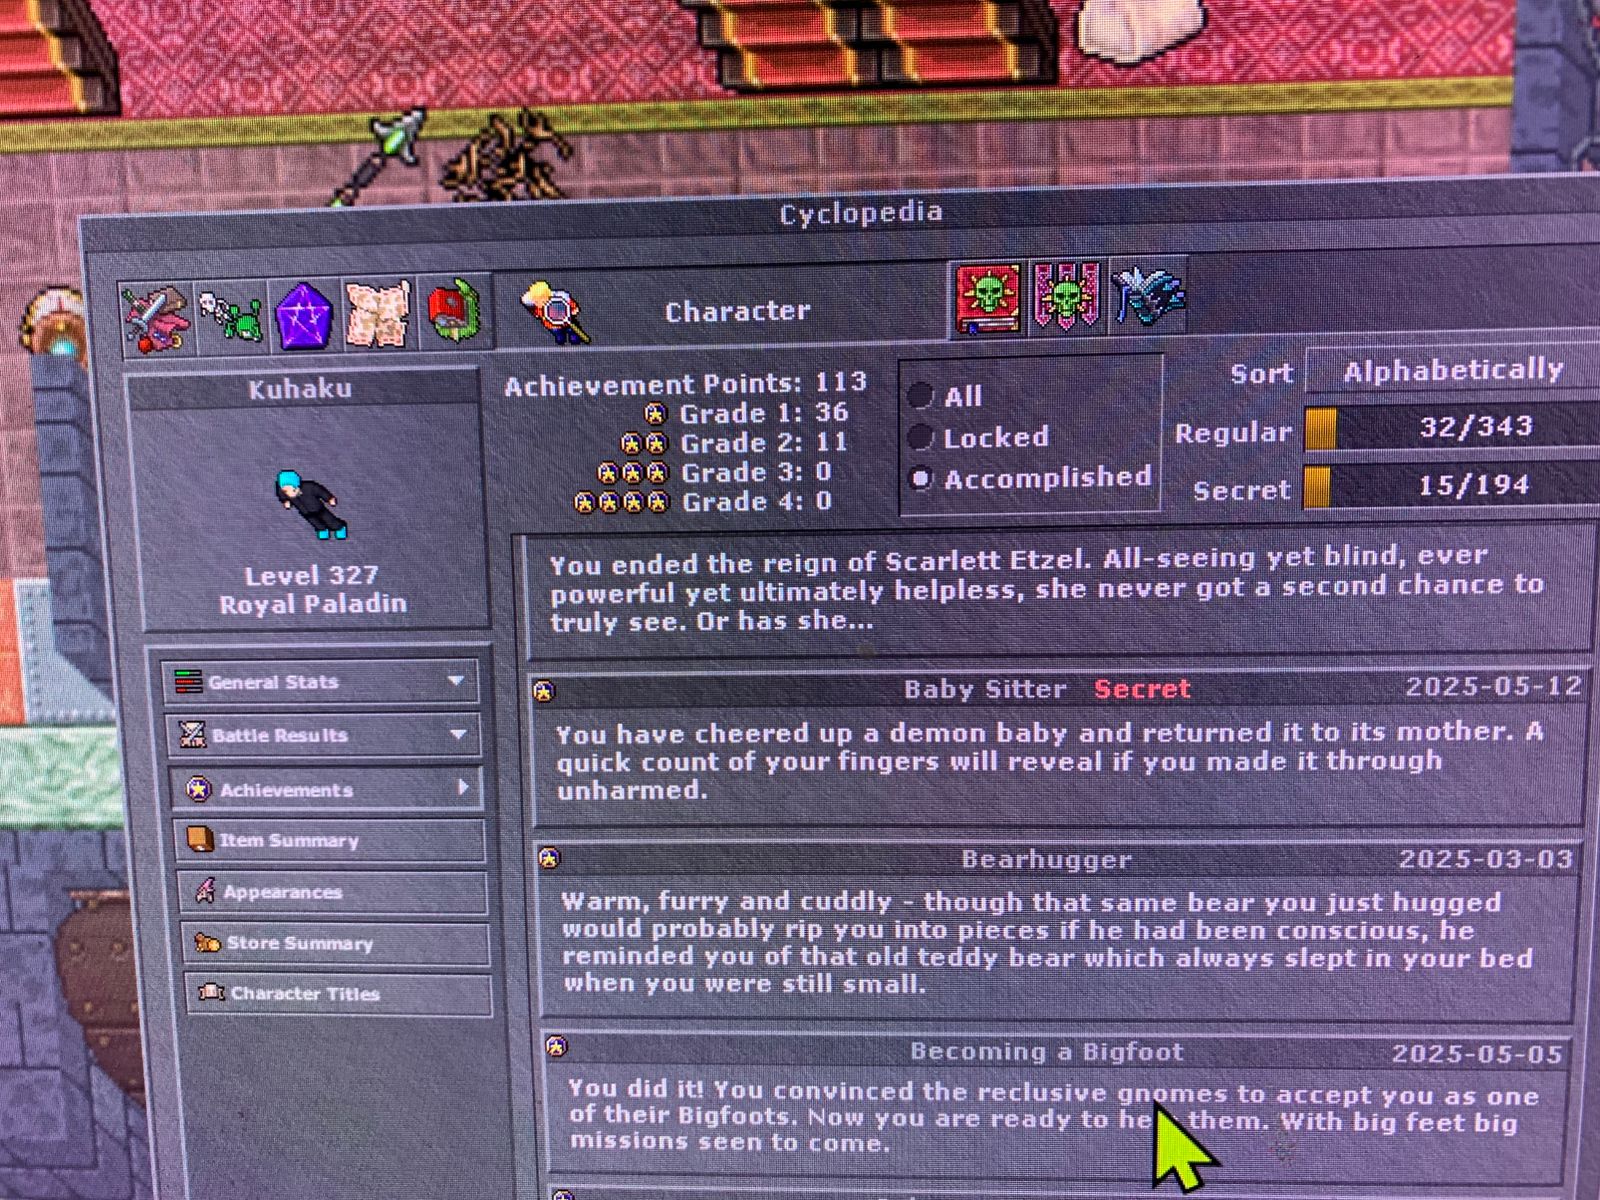 Cyclopedia
Character
Kuhaku
Level 327
Royal Paladin
General Stats
Battle Results
Achievements
Item Summary
Appearances
Store Summary
Character Titles
Achievement Points: 113
Grade 1: 36
Grade 2: 11
Grade 3: 0
Grade 4: 0
All
Locked
Accomplished
Sort Alphabetically
Regular 32/343
Secret 15/194
You ended the reign of Scarlett Etzel. All-seeing yet blind, ever
powerful yet ultimately helpless, she never got a second chance to
truly see. Or has she...
Baby Sitter Secret 2025-05-12
You have cheered up a demon baby and returned it to its mother. A
quick count of your fingers will reveal if you made it through
unharmed.
Bearhugger 2025-03-03
Warm, furry and cuddly - though that same bear you just hugged
would probably rip you into pieces if he had been conscious, he
reminded you of that old teddy bear which always slept in your bed
when you were still small.
Becoming a Bigfoot 2025-05-05
You did it! You convinced the reclusive gnomes to accept you as one
of their Bigfoots. Now you are ready to them. With big feet big
missions seen to come.